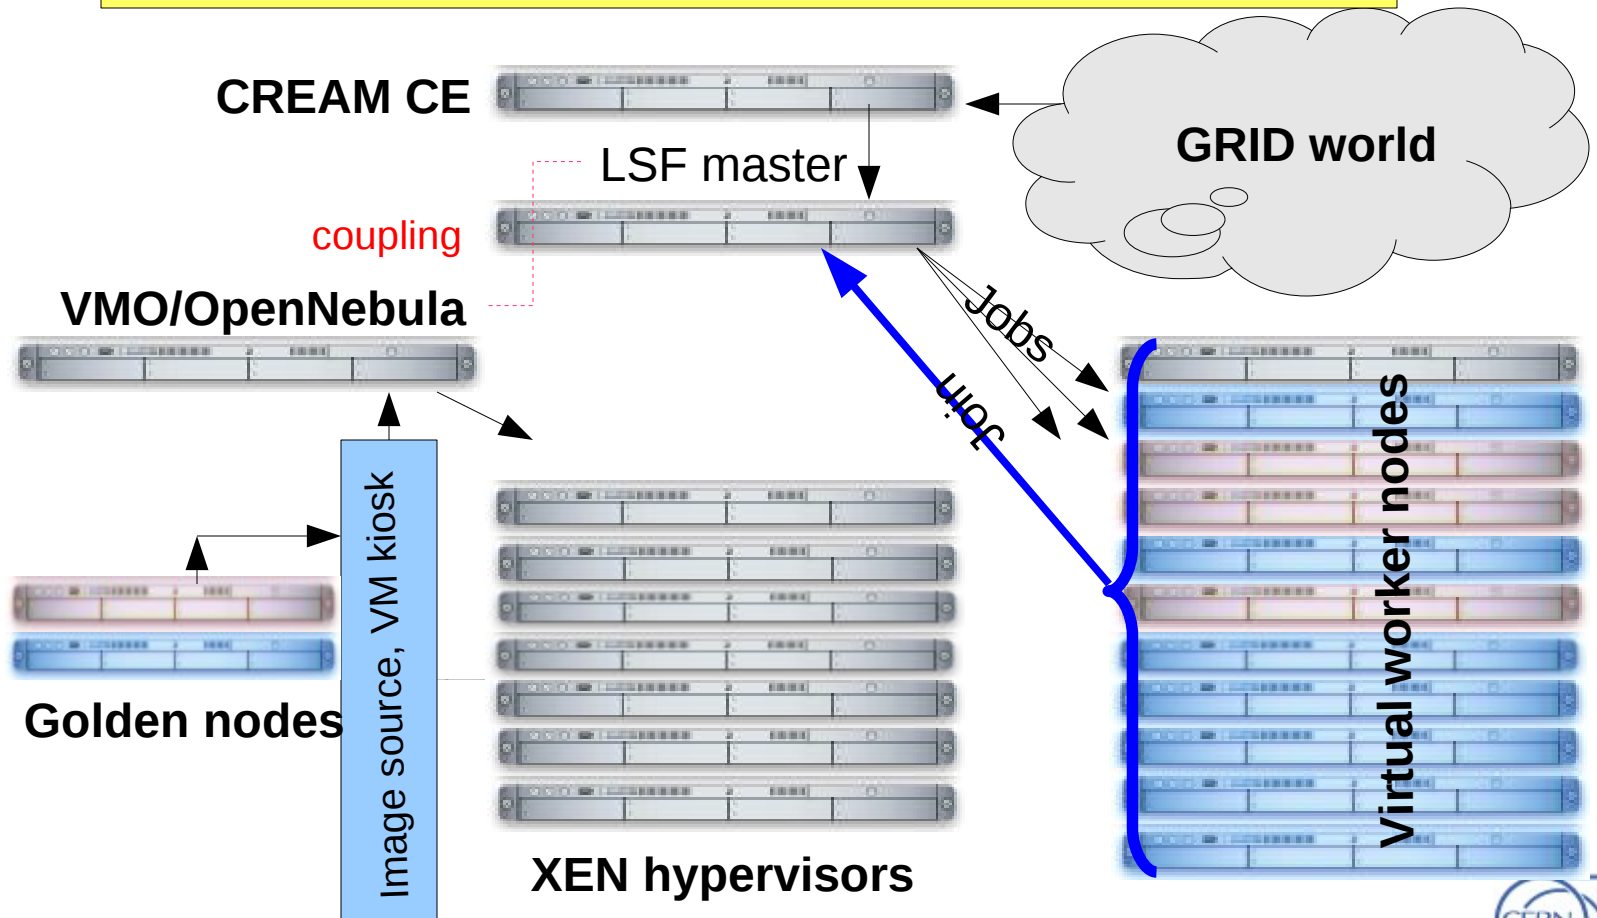 CREAM CE
GRID world
LSF master
coupling
VMO/OpenNebula
Jobs
Join
Image source, VM kiosk
Virtual worker nodes
Golden nodes
XEN hypervisors
CERN